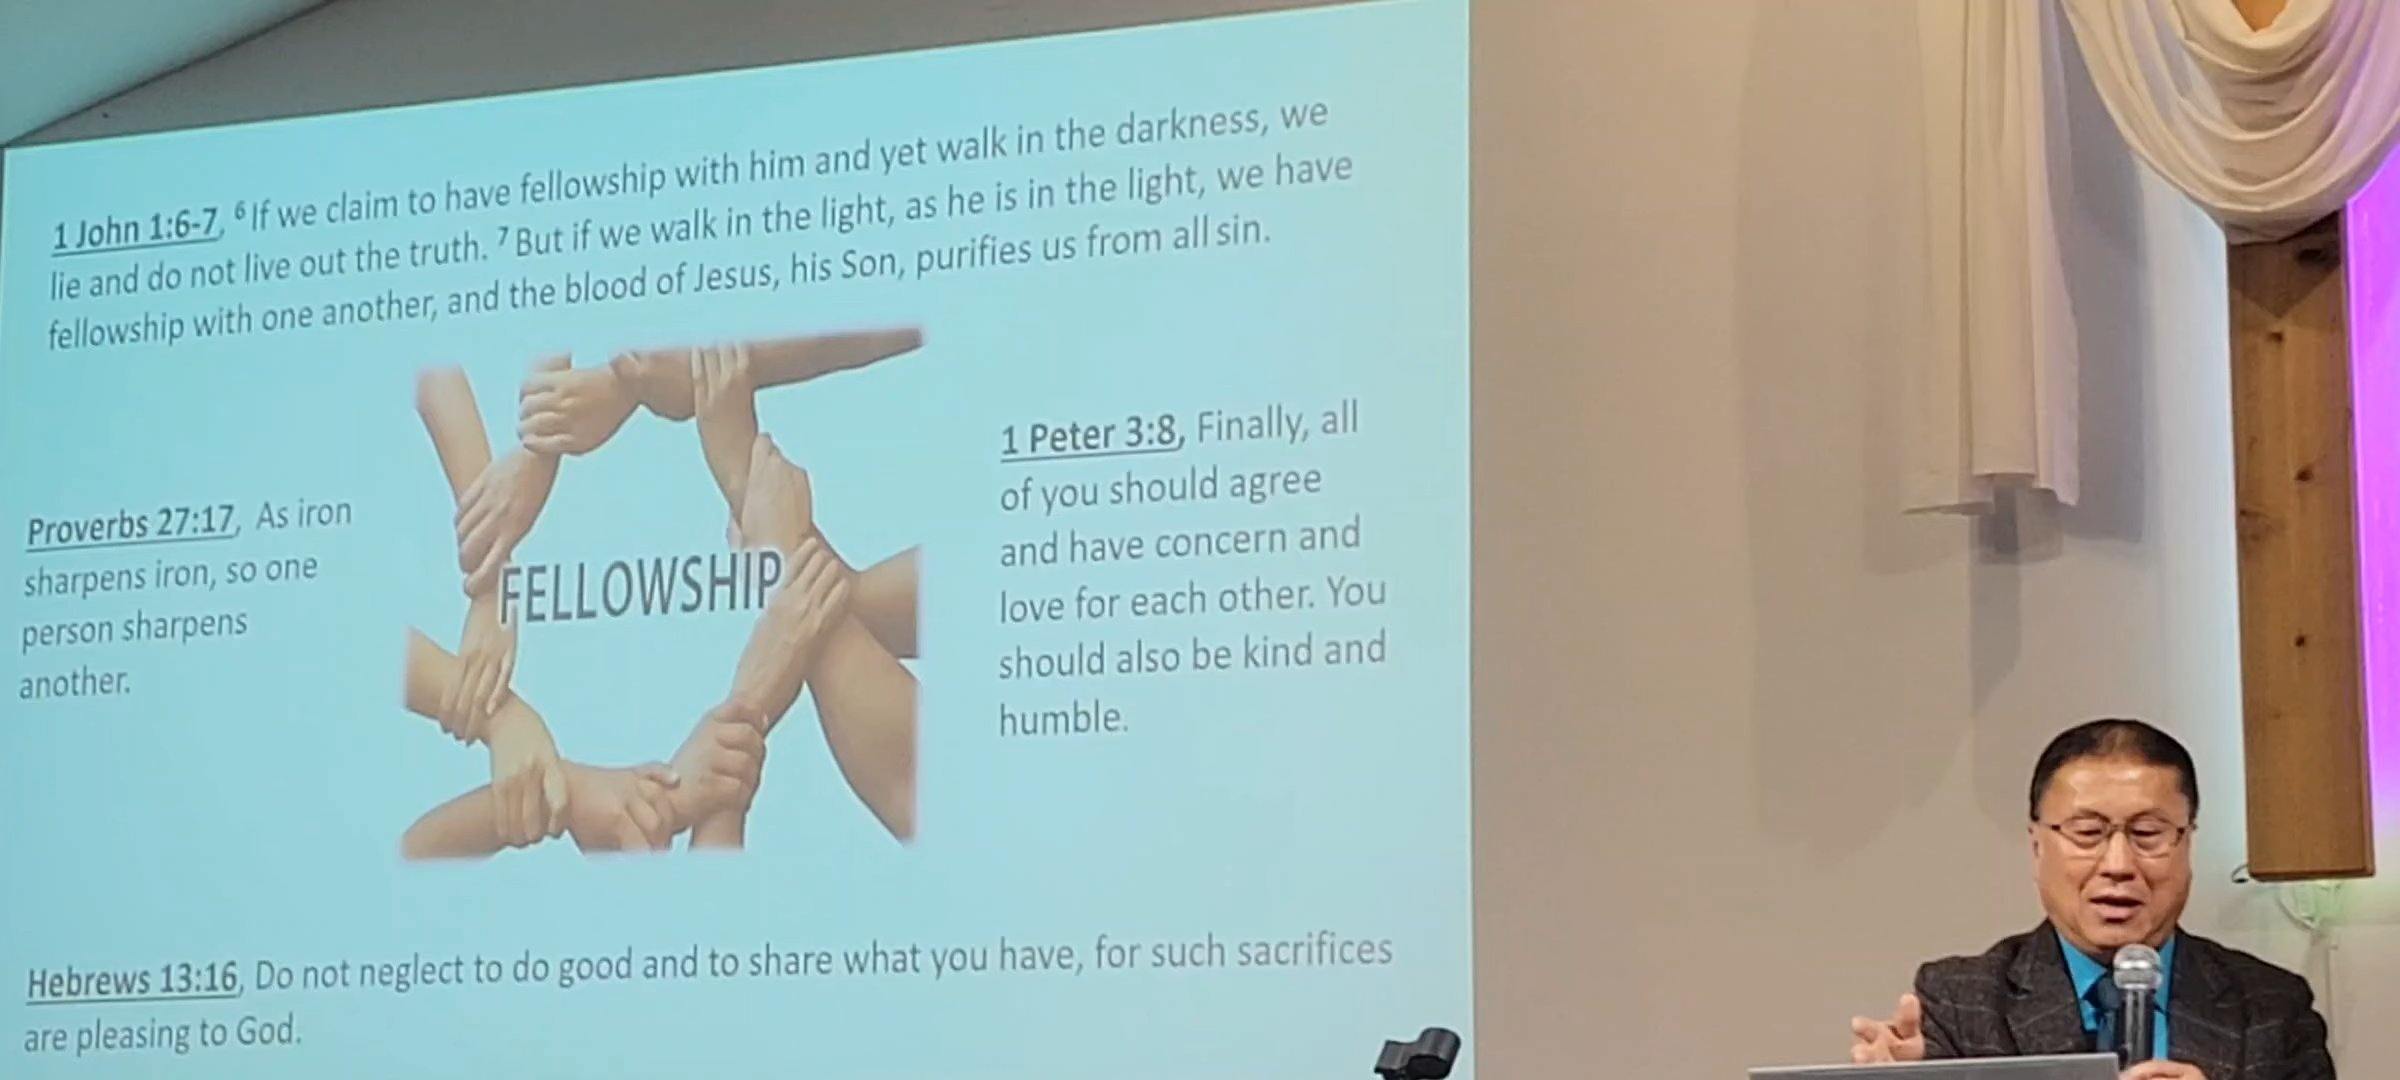 1 John 1:6-7, ⁶ If we claim to have fellowship with him and yet walk in the darkness, we
lie and do not live out the truth. ⁷ But if we walk in the light, as he is in the light, we have
fellowship with one another, and the blood of Jesus, his Son, purifies us from all sin.
Proverbs 27:17, As iron
sharpens iron, so one
person sharpens
another.
FELLOWSHIP
1 Peter 3:8, Finally, all
of you should agree
and have concern and
love for each other. You
should also be kind and
humble.
Hebrews 13:16, Do not neglect to do good and to share what you have, for such sacrifices
are pleasing to God.